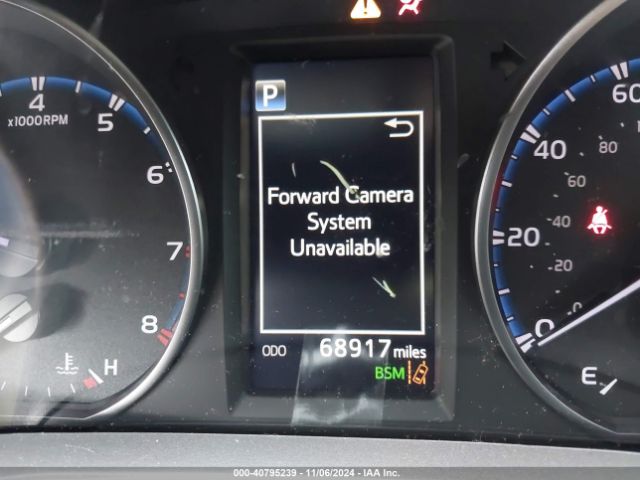 P
Forward Camera
System
Unavailable
ODO 68917 miles
BSM
4
x1000RPM
5
6
7
8
H
60
40
80
60
40
20
20
0
0
E
000-40795239 - 11/06/2024 - IAA Inc.